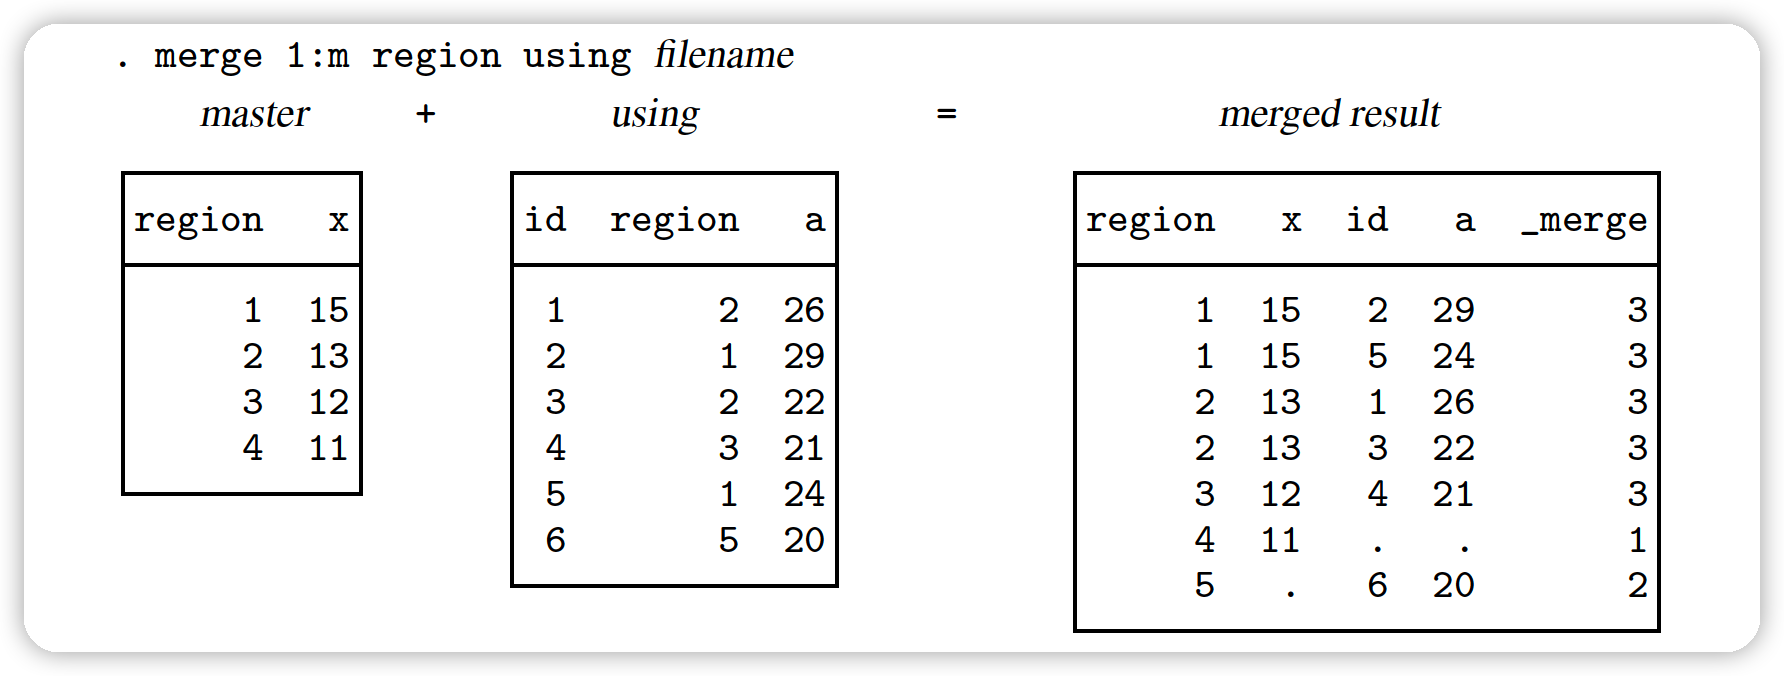 . merge 1:m region using filename
master + using = merged result
region x id region a region x id a _merge
1 15 1 2 26 1 15 2 29 3
2 13 2 1 29 1 15 5 24 3
3 12 3 2 22 2 13 1 26 3
4 11 4 3 21 2 13 3 22 3
5 1 24 3 12 4 21 3
6 5 20 4 11 . . 1
5 . 6 20 2